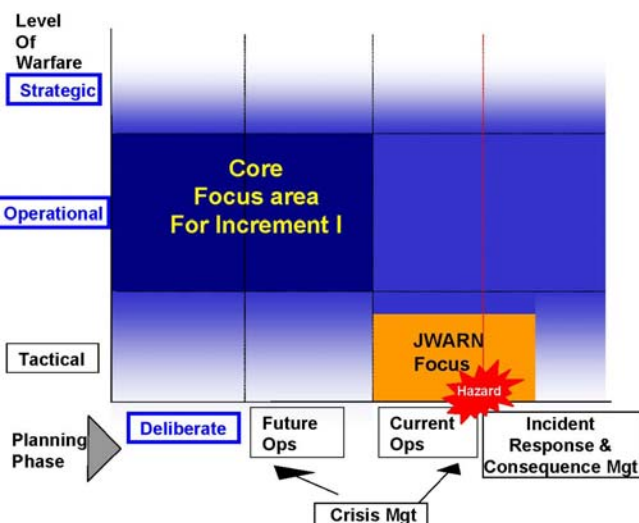 Level
Of
Warfare
Strategic
Core
Focus area
For Increment I
Operational
JWARN
Focus
Tactical
Hazard
Planning
Phase
Deliberate
Future
Ops
Current
Ops
Incident
Response &
Consequence Mgt
Crisis Mgt